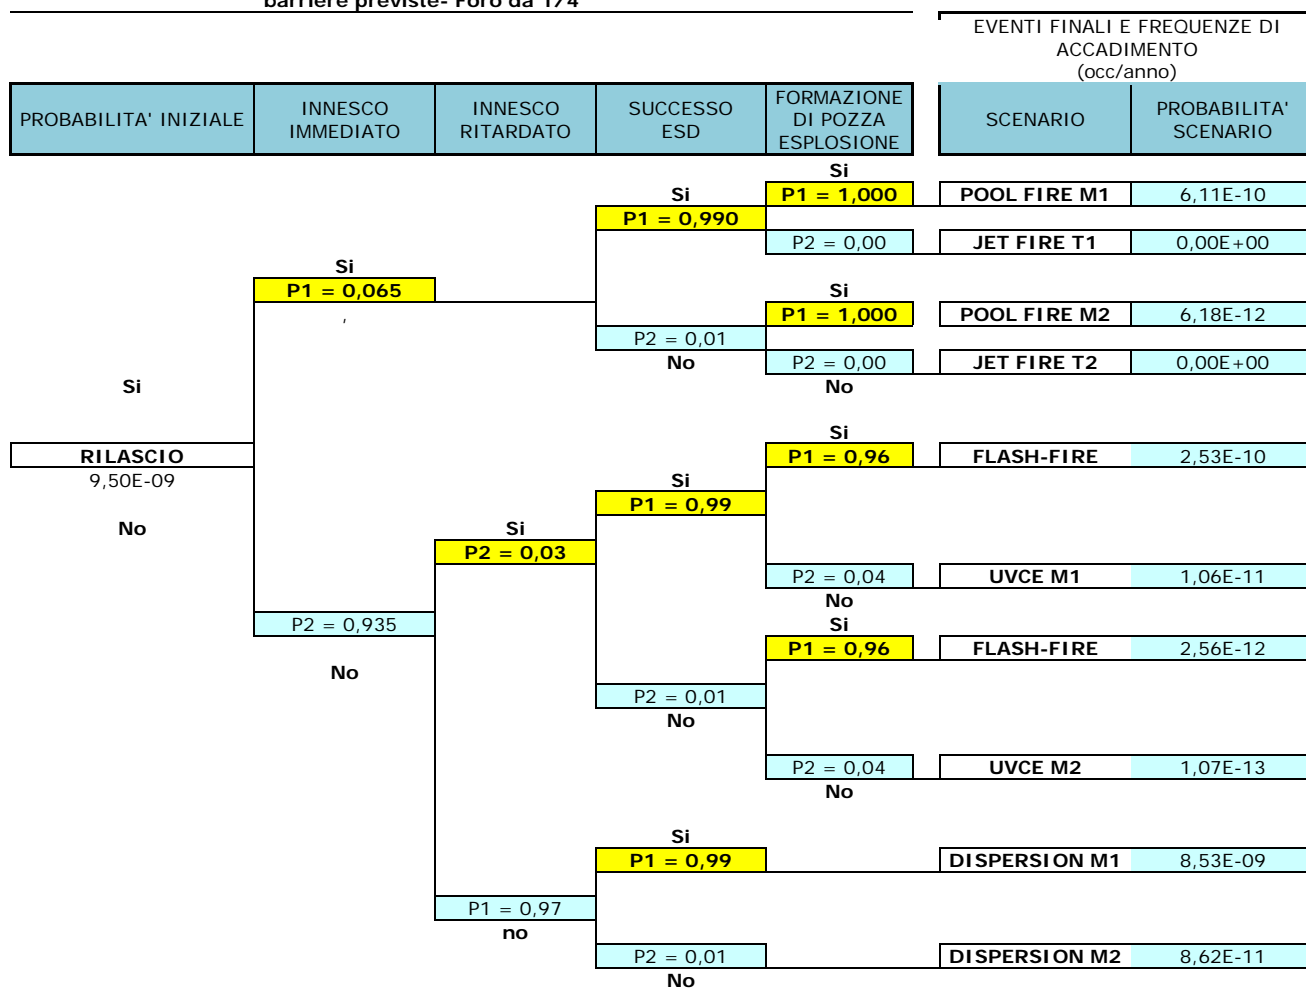 barriere previste- Foro da 1/4
EVENTI FINALI E FREQUENZE DI
ACCADIMENTO
(occ/anno)
PROBABILITA' INIZIALE
INNESCO
IMMEDIATO
INNESCO
RITARDATO
SUCCESSO
ESD
FORMAZIONE
DI POZZA
ESPLOSIONE
SCENARIO
PROBABILITA'
SCENARIO
Si
Si
P1 = 1,000
POOL FIRE M1
6,11E-10
P1 = 0,990
P2 = 0,00
JET FIRE T1
0,00E+00
Si
P1 = 0,065
Si
P1 = 1,000
POOL FIRE M2
6,18E-12
,
P2 = 0,01
No
P2 = 0,00
JET FIRE T2
0,00E+00
Si
No
Si
RILASCIO
P1 = 0,96
FLASH-FIRE
2,53E-10
9,50E-09
Si
P1 = 0,99
No
Si
P2 = 0,03
P2 = 0,04
UVCE M1
1,06E-11
No
P2 = 0,935
Si
P1 = 0,96
FLASH-FIRE
2,56E-12
No
P2 = 0,01
No
P2 = 0,04
UVCE M2
1,07E-13
No
Si
P1 = 0,99
DISPERSION M1
8,53E-09
P1 = 0,97
no
P2 = 0,01
DISPERSION M2
8,62E-11
No